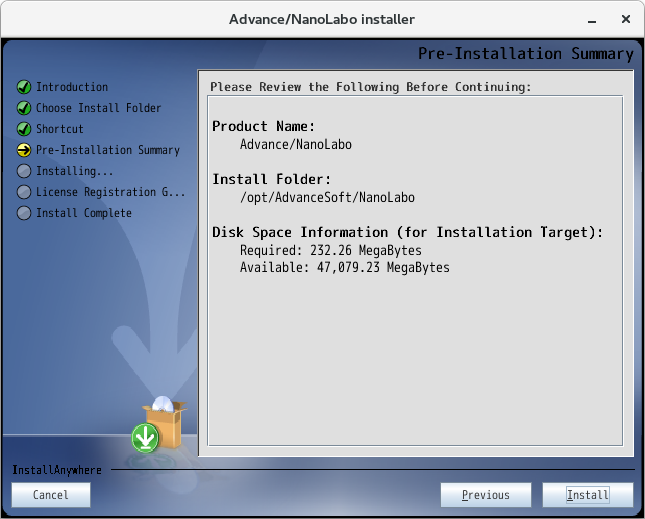 Advance/NanoLabo installer
Pre-Installation Summary
Introduction
Choose Install Folder
Shortcut
Pre-Installation Summary
Installing...
License Registration G...
Install Complete
Please Review the Following Before Continuing:
Product Name:
Advance/NanoLabo
Install Folder:
/opt/AdvanceSoft/NanoLabo
Disk Space Information (for Installation Target):
Required: 232.26 MegaBytes
Available: 47,079.23 MegaBytes
InstallAnywhere
Cancel
Previous
Install